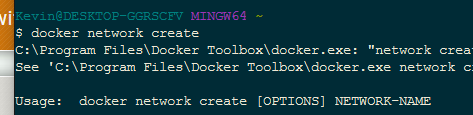 Kevin@DESKTOP-GGRSCFV MINGW64 ~
$ docker network create
C:\Program Files\Docker Toolbox\docker.exe: "network crea
See 'C:\Program Files\Docker Toolbox\docker.exe network c
Usage: docker network create [OPTIONS] NETWORK-NAME